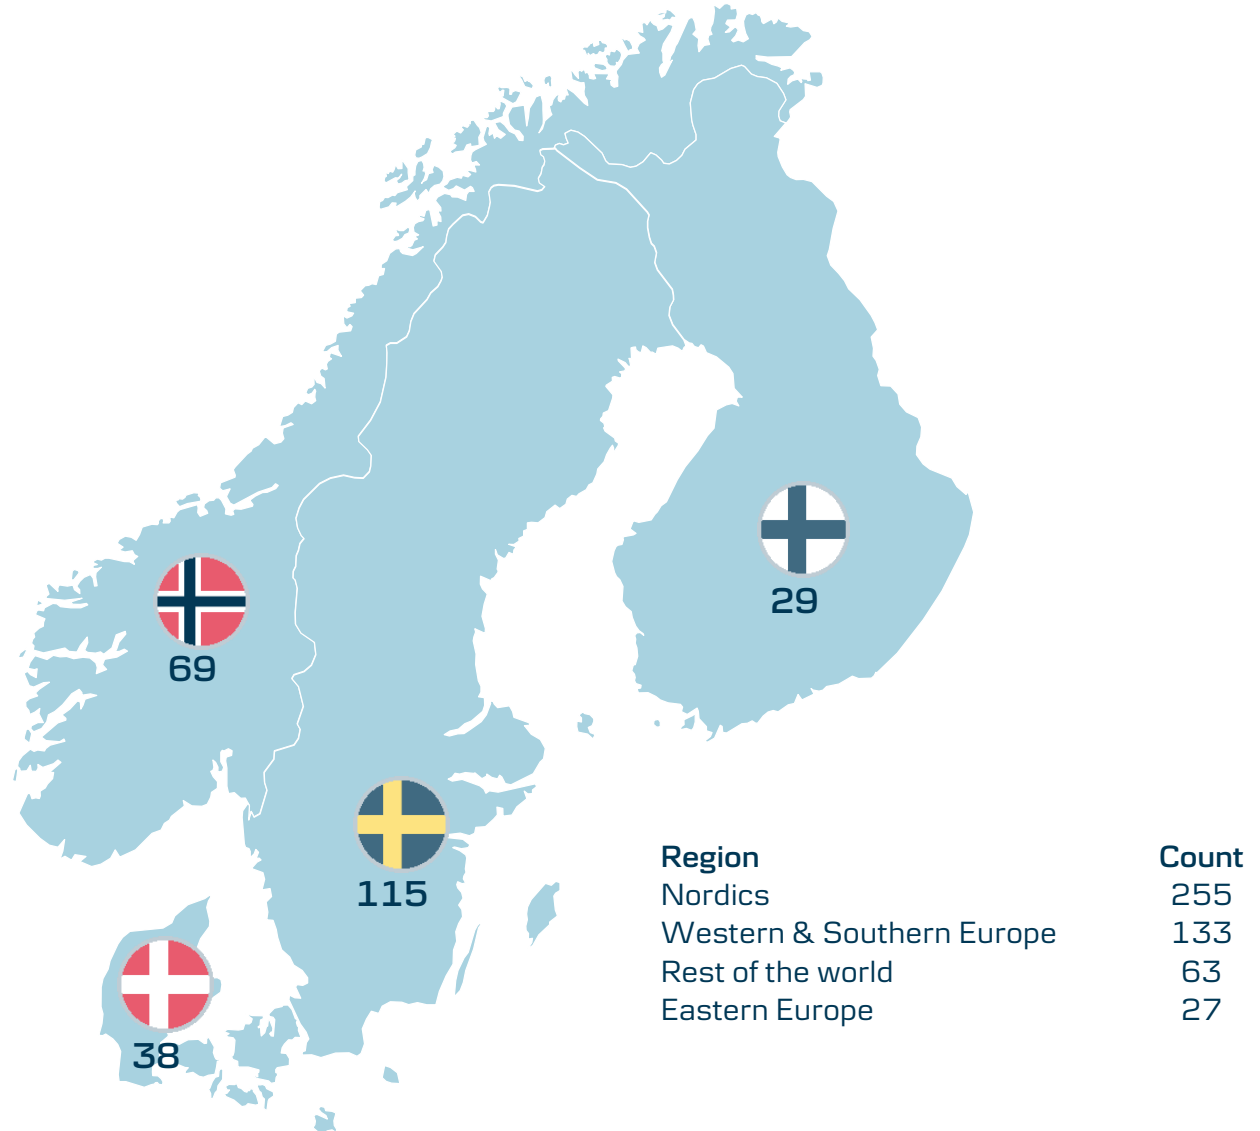 29
69
115
38
Region Count
Nordics 255
Western & Southern Europe 133
Rest of the world 63
Eastern Europe 27